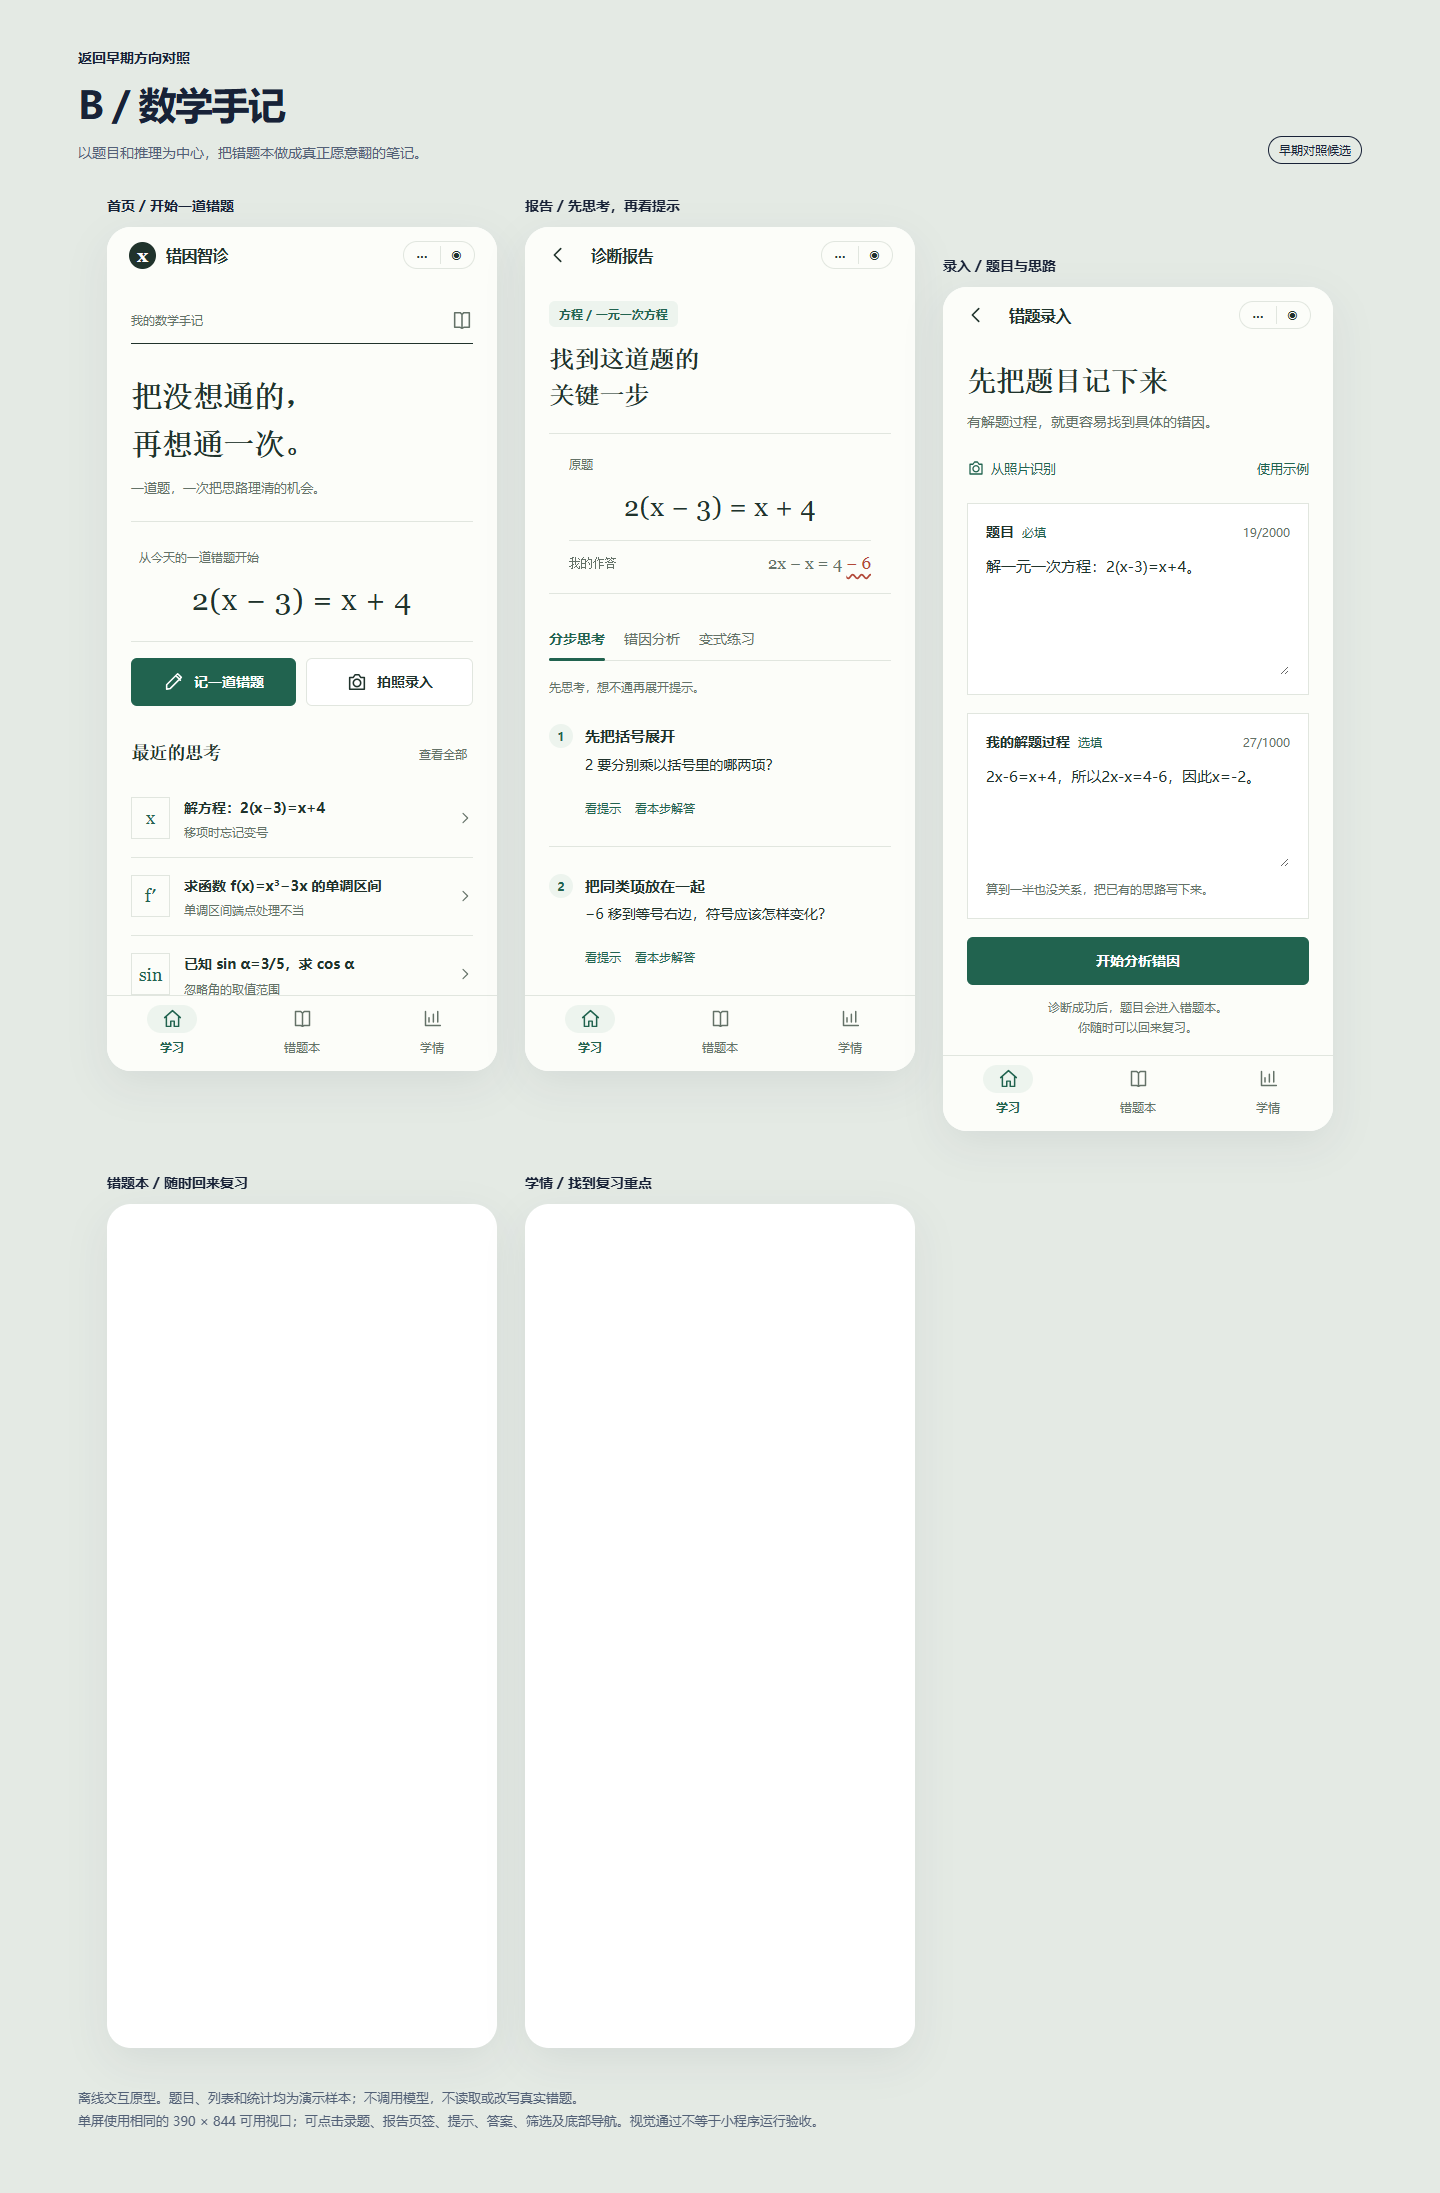 返回早期方向对照
B / 数学手记
以题目和推理为中心，把错题本做成真正愿意翻的笔记。
早期对照候选
首页 / 开始一道错题
x 错因智诊
我的数学手记
把没想通的，
再想通一次。
一道题，一次把思路理清的机会。
从今天的一道错题开始
2(x − 3) = x + 4
记一道错题
拍照录入
最近的思考
查看全部
x
解方程：2(x−3)=x+4
移项时忘记变号
f′
求函数 f(x)=x³−3x 的单调区间
单调区间端点处理不当
sin
已知 sin α=3/5，求 cos α
忽略角的取值范围
学习
错题本
学情
报告 / 先思考，再看提示
诊断报告
方程 / 一元一次方程
找到这道题的
关键一步
原题
2(x − 3) = x + 4
我的作答
2x − x = 4 − 6
分步思考
错因分析
变式练习
先思考，想不通再展开提示。
1
先把括号展开
2 要分别乘以括号里的哪两项？
看提示
看本步解答
2
把同类项放在一起
−6 移到等号右边，符号应该怎样变化？
看提示
看本步解答
学习
错题本
学情
录入 / 题目与思路
错题录入
先把题目记下来
有解题过程，就更容易找到具体的错因。
从照片识别
使用示例
题目 必填
19/2000
解一元一次方程：2(x-3)=x+4。
我的解题过程 选填
27/1000
2x-6=x+4，所以2x-x=4-6，因此x=-2。
算到一半也没关系，把已有的思路写下来。
开始分析错因
诊断成功后，题目会进入错题本。
你随时可以回来复习。
学习
错题本
学情
错题本 / 随时回来复习
学情 / 找到复习重点
离线交互原型。题目、列表和统计均为演示样本；不调用模型，不读取或改写真实错题。
单屏使用相同的 390 × 844 可用视口；可点击录题、报告页签、提示、答案、筛选及底部导航。视觉通过不等于小程序运行验收。